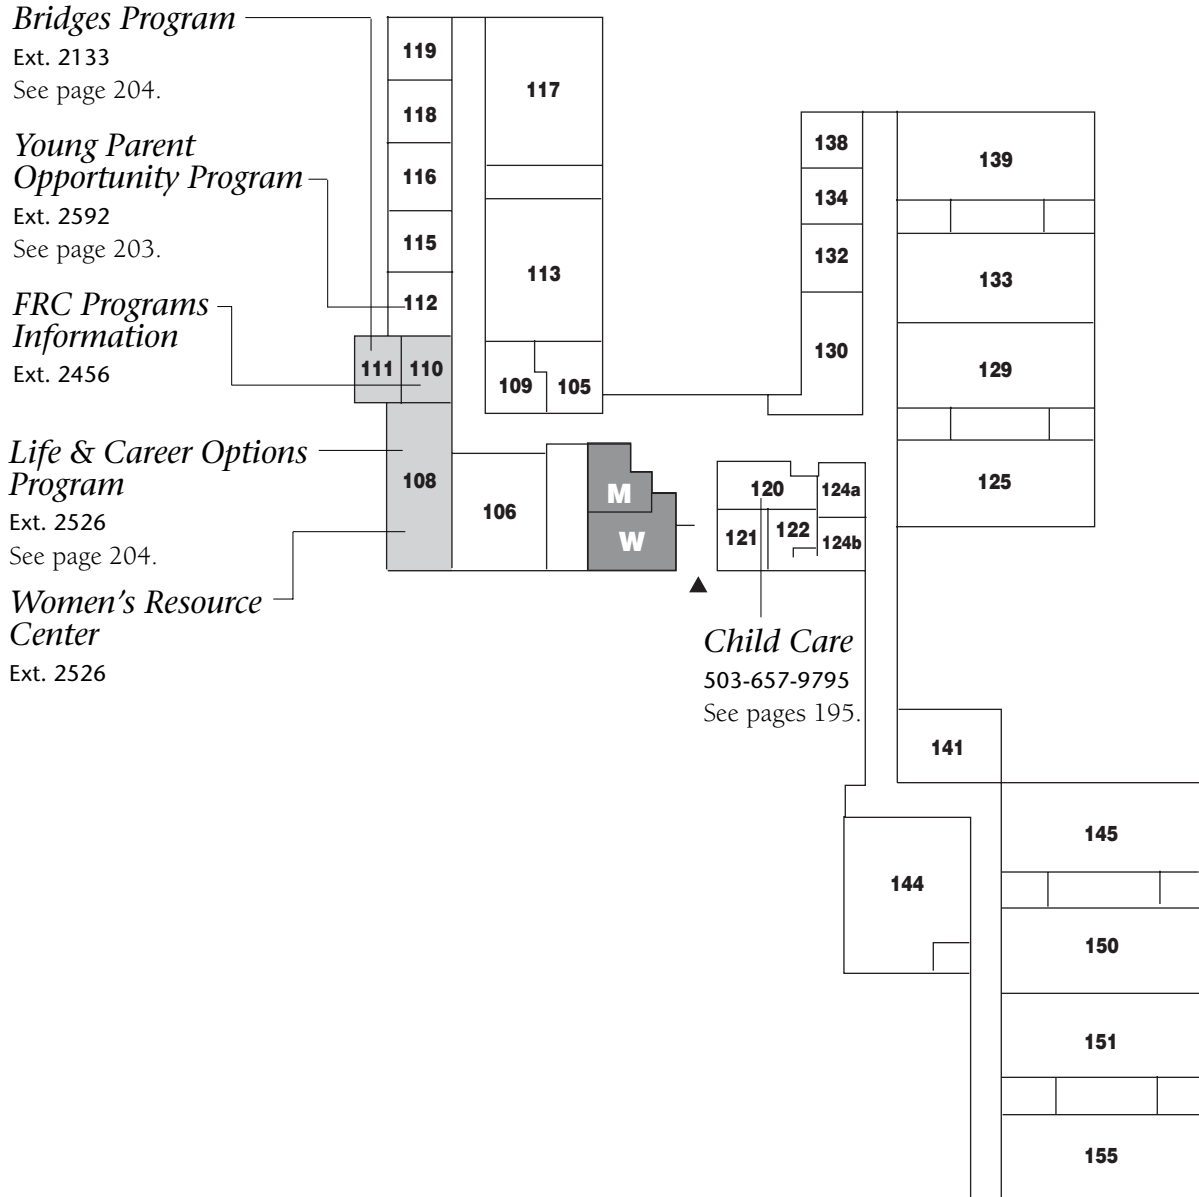 Bridges Program
Ext. 2133
See page 204.
Young Parent
Opportunity Program
Ext. 2592
See page 203.
FRC Programs
Information
Ext. 2456
Life & Career Options
Program
Ext. 2526
See page 204.
Women's Resource
Center
Ext. 2526
119
118
116
115
112
111 110
108
117
113
109 105
106
M
W
120 124a
121 122 124b
Child Care
503-657-9795
See pages 195.
138
134
132
130
139
133
129
125
141
144
145
150
151
155